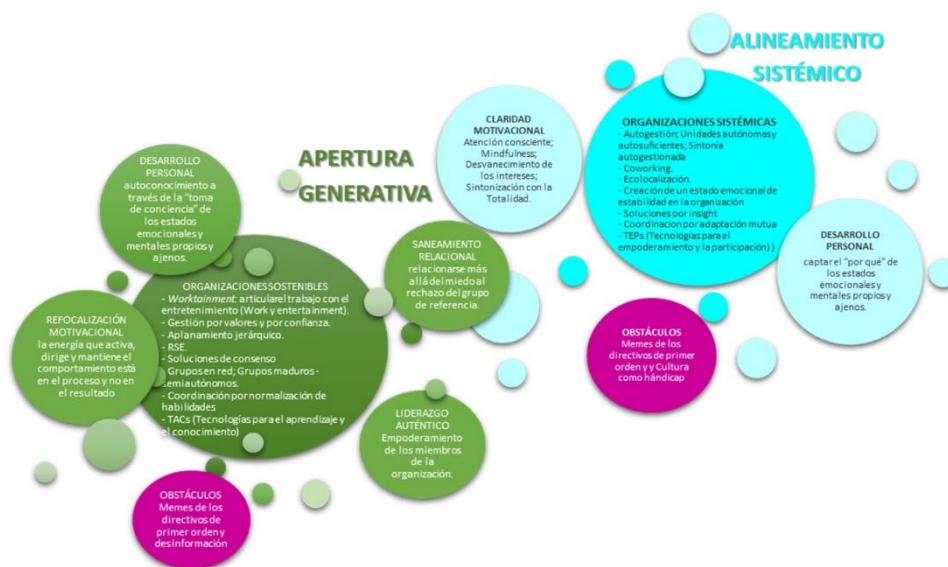 ALINEAMIENTO
SISTÉMICO
CLARIDAD
MOTIVACIONAL
Atención consciente;
Mindfulness;
Desvanecimiento de
los intereses;
Sintonización con la
Totalidad.
ORGANIZACIONES SISTÉMICAS
- Autogestión; Unidades autónomas y
autosuficientes; Sintonía
autogestionada
- Coworking.
- Ecolocalización.
- Creación de un estado emocional de
estabilidad en la organización
- Soluciones por insight
- Coordinacion por adaptación mutua
- TEPs (Tecnologías para el
empoderamiento y la participación) )
DESARROLLO PERSONAL
captar el "por qué" de
los estados
emocionales y
mentales propios y
ajenos.
OBSTÁCULOS
Memes de los
directivos de primer
orden y y Cultura
como hándicap
APERTURA
GENERATIVA
DESARROLLO
PERSONAL
autoconocimiento a
través de la "toma
de conciencia" de
los estados
emocionales y
mentales propios y
ajenos.
SANEAMIENTO
RELACIONAL
relacionarse más
allá del miedo al
rechazo del grupo
de referencia.
ORGANIZACIONES SOSTENIBLES
- Worktainment: articular el trabajo con el
entretenimiento (Work y entertainment).
- Gestión por valores y por confianza.
- Aplanamiento jerárquico.
- RSE.
- Soluciones de consenso
- Grupos en red; Grupos maduros -
semiautónomos.
- Coordinación por normalización de
habilidades
- TACs (Tecnologías para el aprendizaje y
el conocimiento)
REFOCALIZACIÓN
MOTIVACIONAL
la energía que activa,
dirige y mantiene el
comportamiento está
en el proceso y no en
el resultado
LIDERAZGO
AUTÉNTICO
Empoderamiento
de los miembros
de la
organización.
OBSTÁCULOS
Memes de los
directivos de
primer orden y
desinformación